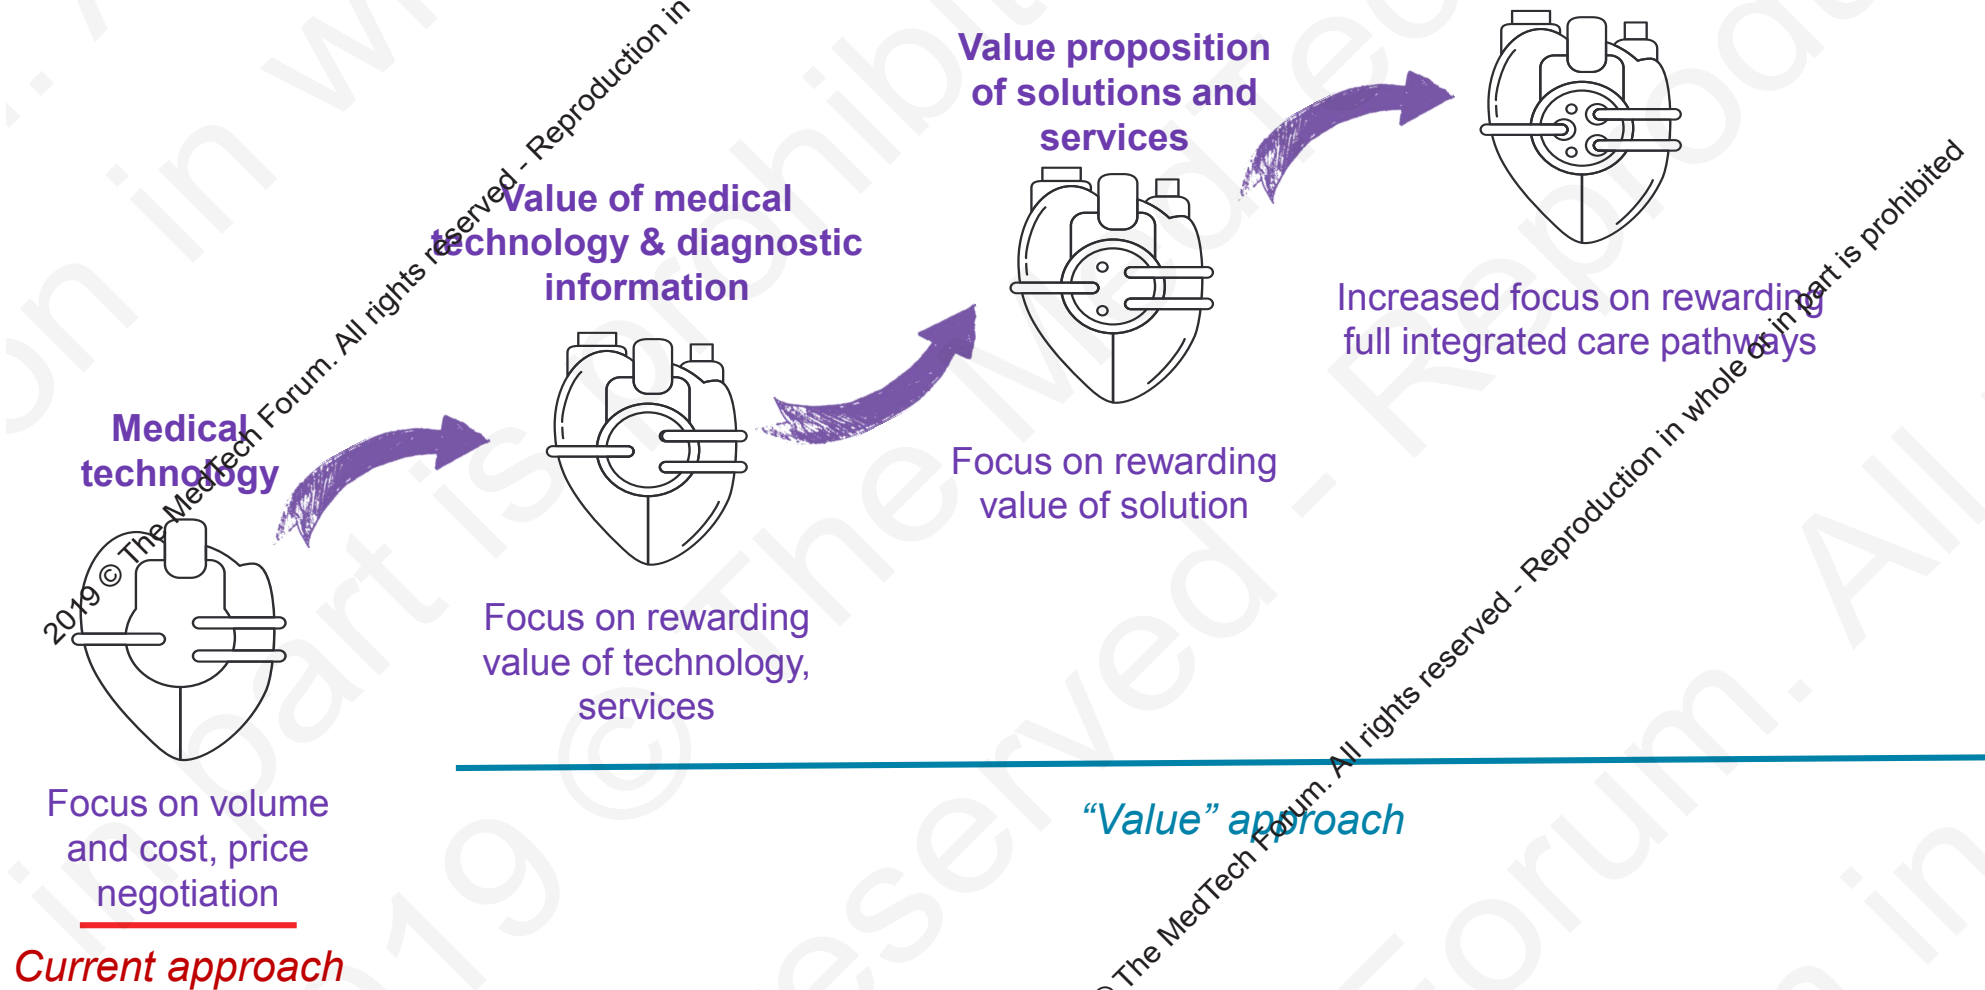 Value proposition
of solutions and
services
Value of medical
technology & diagnostic
information
Medical
technology
Increased focus on rewarding
full integrated care pathways
Focus on rewarding
value of solution
Focus on rewarding
value of technology,
services
Focus on volume
and cost, price
negotiation
Current approach
“Value” approach
2019 © The MedTech Forum. All rights reserved - Reproduction in
© The MedTech Forum. All rights reserved - Reproduction in whole or in part is prohibited